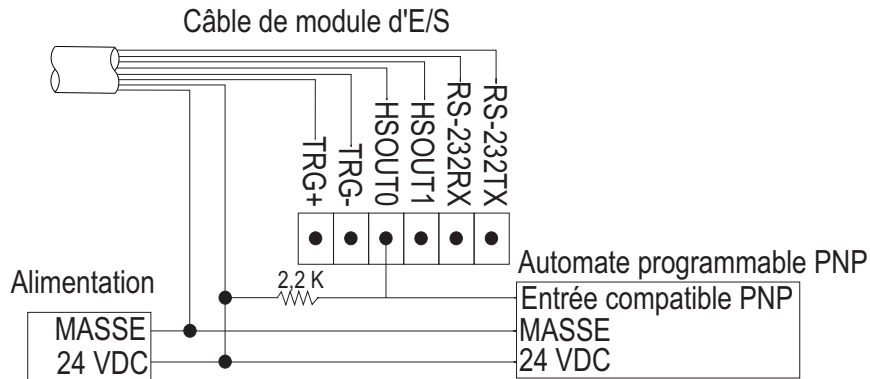 Câble de module d'E/S
TRG+
TRG-
HSOUT0
HSOUT1
RS-232RX
RS-232TX
Automate programmable PNP
Alimentation
2,2 K
Entrée compatible PNP
MASSE
MASSE
24 VDC
24 VDC